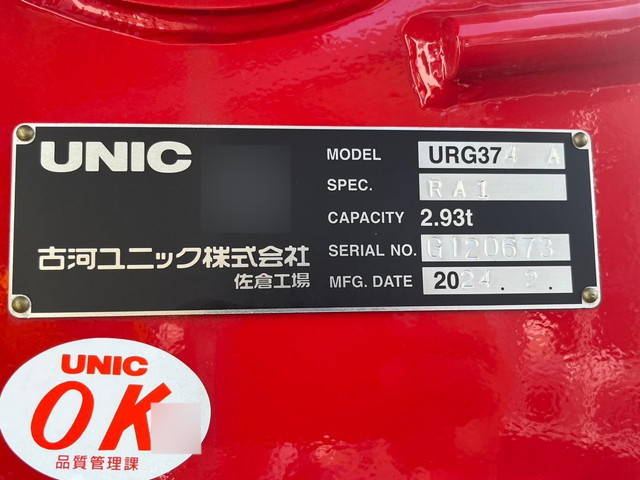 UNIC
古河ユニック株式会社
佐倉工場
MODEL URG374 A
SPEC. RA1
CAPACITY 2.93t
SERIAL NO. G120673
MFG. DATE 2024.2.
UNIC
OK
品質管理課